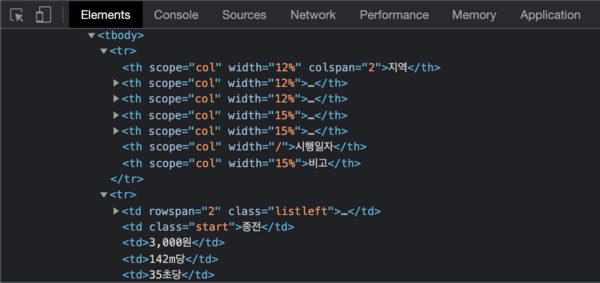 Elements Console Sources Network Performance Memory Application
▼<tbody>
▼<tr>
<th scope="col" width="12%" colspan="2">지역</th>
▶<th scope="col" width="12%">…</th>
▶<th scope="col" width="12%">…</th>
▶<th scope="col" width="15%">…</th>
▶<th scope="col" width="15%">…</th>
<th scope="col" width="/">시행일자</th>
<th scope="col" width="15%">비고</th>
</tr>
▼<tr>
▶<td rowspan="2" class="listleft">…</td>
<td class="start">종전</td>
<td>3,000원</td>
<td>142m당</td>
<td>35초당</td>